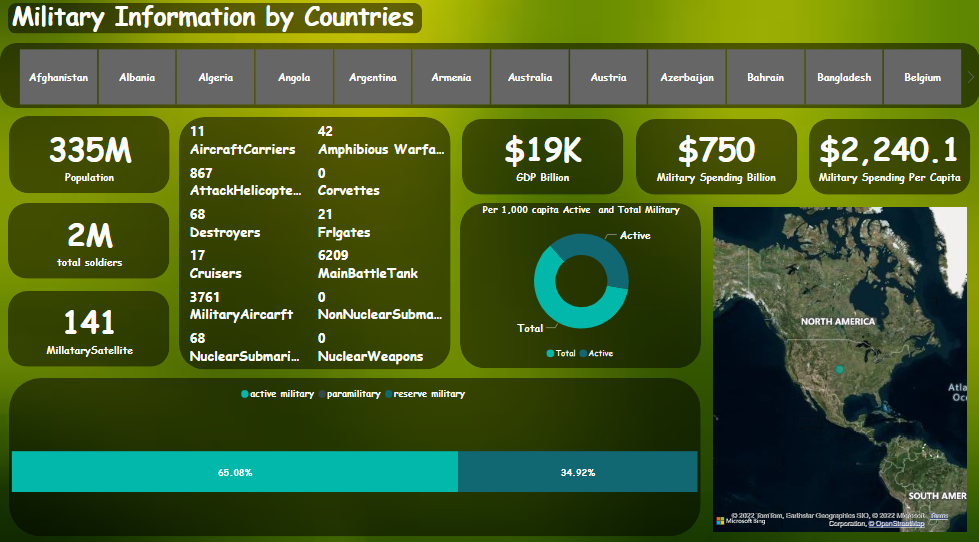 Military Information by Countries
Afghanistan
Albania
Algeria
Angola
Argentina
Armenia
Australia
Austria
Azerbaijan
Bahrain
Bangladesh
Belgium
335M
Population
2M
total soldiers
141
MillatarySatellite
11
AircraftCarriers
42
Amphibious Warfa...
867
AttackHelicopte...
0
Corvettes
68
Destroyers
21
Frigates
17
Cruisers
6209
MainBattleTank
3761
MilitaryAircarft
0
NonNuclearSubma...
68
NuclearSubmari...
0
NuclearWeapons
$19K
GDP Billion
$750
Military Spending Billion
$2,240.1
Military Spending Per Capita
Per 1,000 capita Active and Total Military
Active
Total
Total Active
active military paramilitary reserve military
65.08%
34.92%
NORTH AMERICA
Atla
Oc
SOUTH AMER
Microsoft Bing
© 2022 TomTom, Earthstar Geographics SIO, © 2022 Microsoft Terms
Corporation, © OpenStreetMap